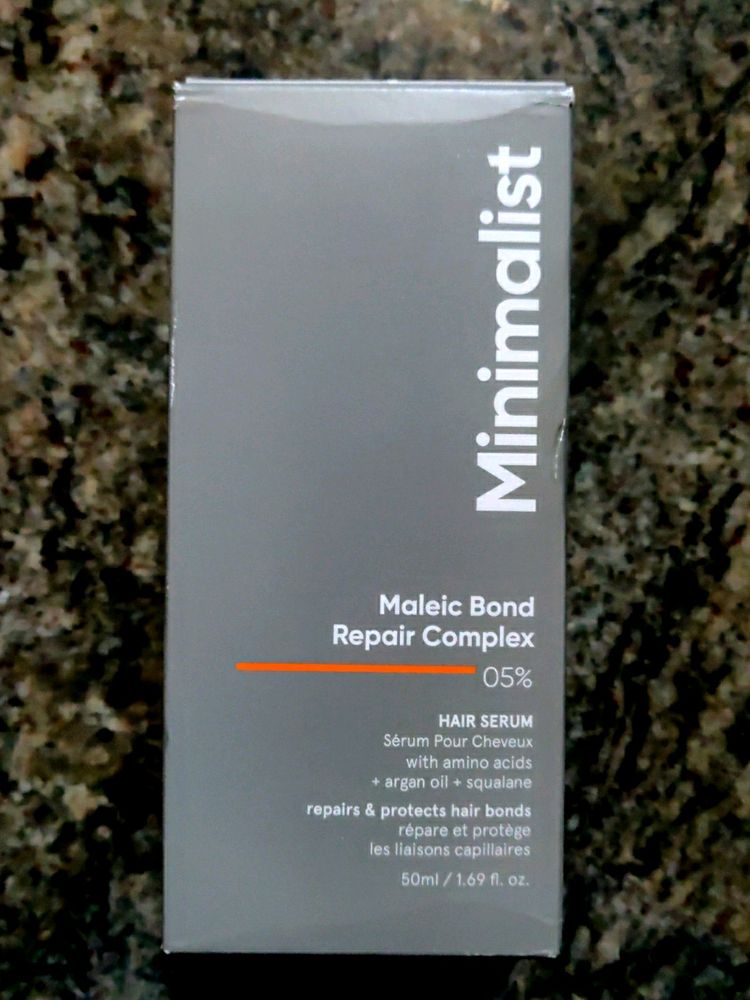 Minimalist
Maleic Bond
Repair Complex
05%
HAIR SERUM
Sérum Pour Cheveux
with amino acids
+ argan oil + squalane
repairs & protects hair bonds
répare et protège
les liaisons capillaires
50ml / 1.69 fl. oz.